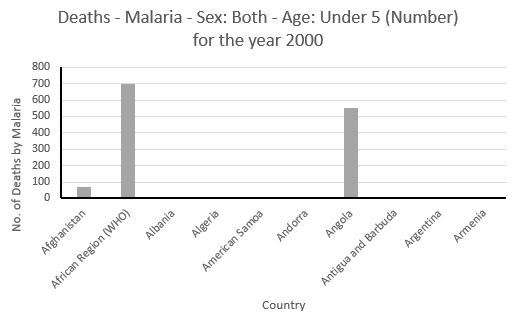 Deaths - Malaria - Sex: Both - Age: Under 5 (Number)
for the year 2000
800
700
600
500
400
300
200
100
0
No. of Deaths by Malaria
Afghanistan
African Region (WHO)
Albania
Algeria
American Samoa
Andorra
Angola
Antigua and Barbuda
Argentina
Armenia
Country